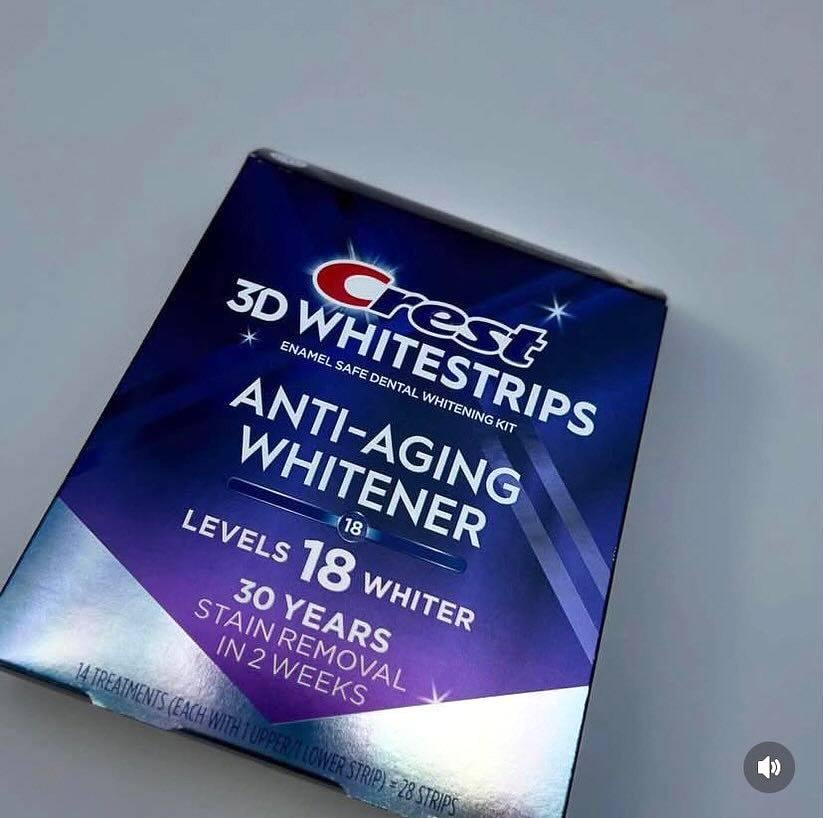 Crest
3D WHITESTRIPS
ENAMEL SAFE DENTAL WHITENING KIT
ANTI-AGING
WHITENER
18
LEVELS 18 WHITER
30 YEARS
STAIN REMOVAL
IN 2 WEEKS
14 TREATMENTS (EACH WITH 1 UPPER/1 LOWER STRIP) = 28 STRIPS